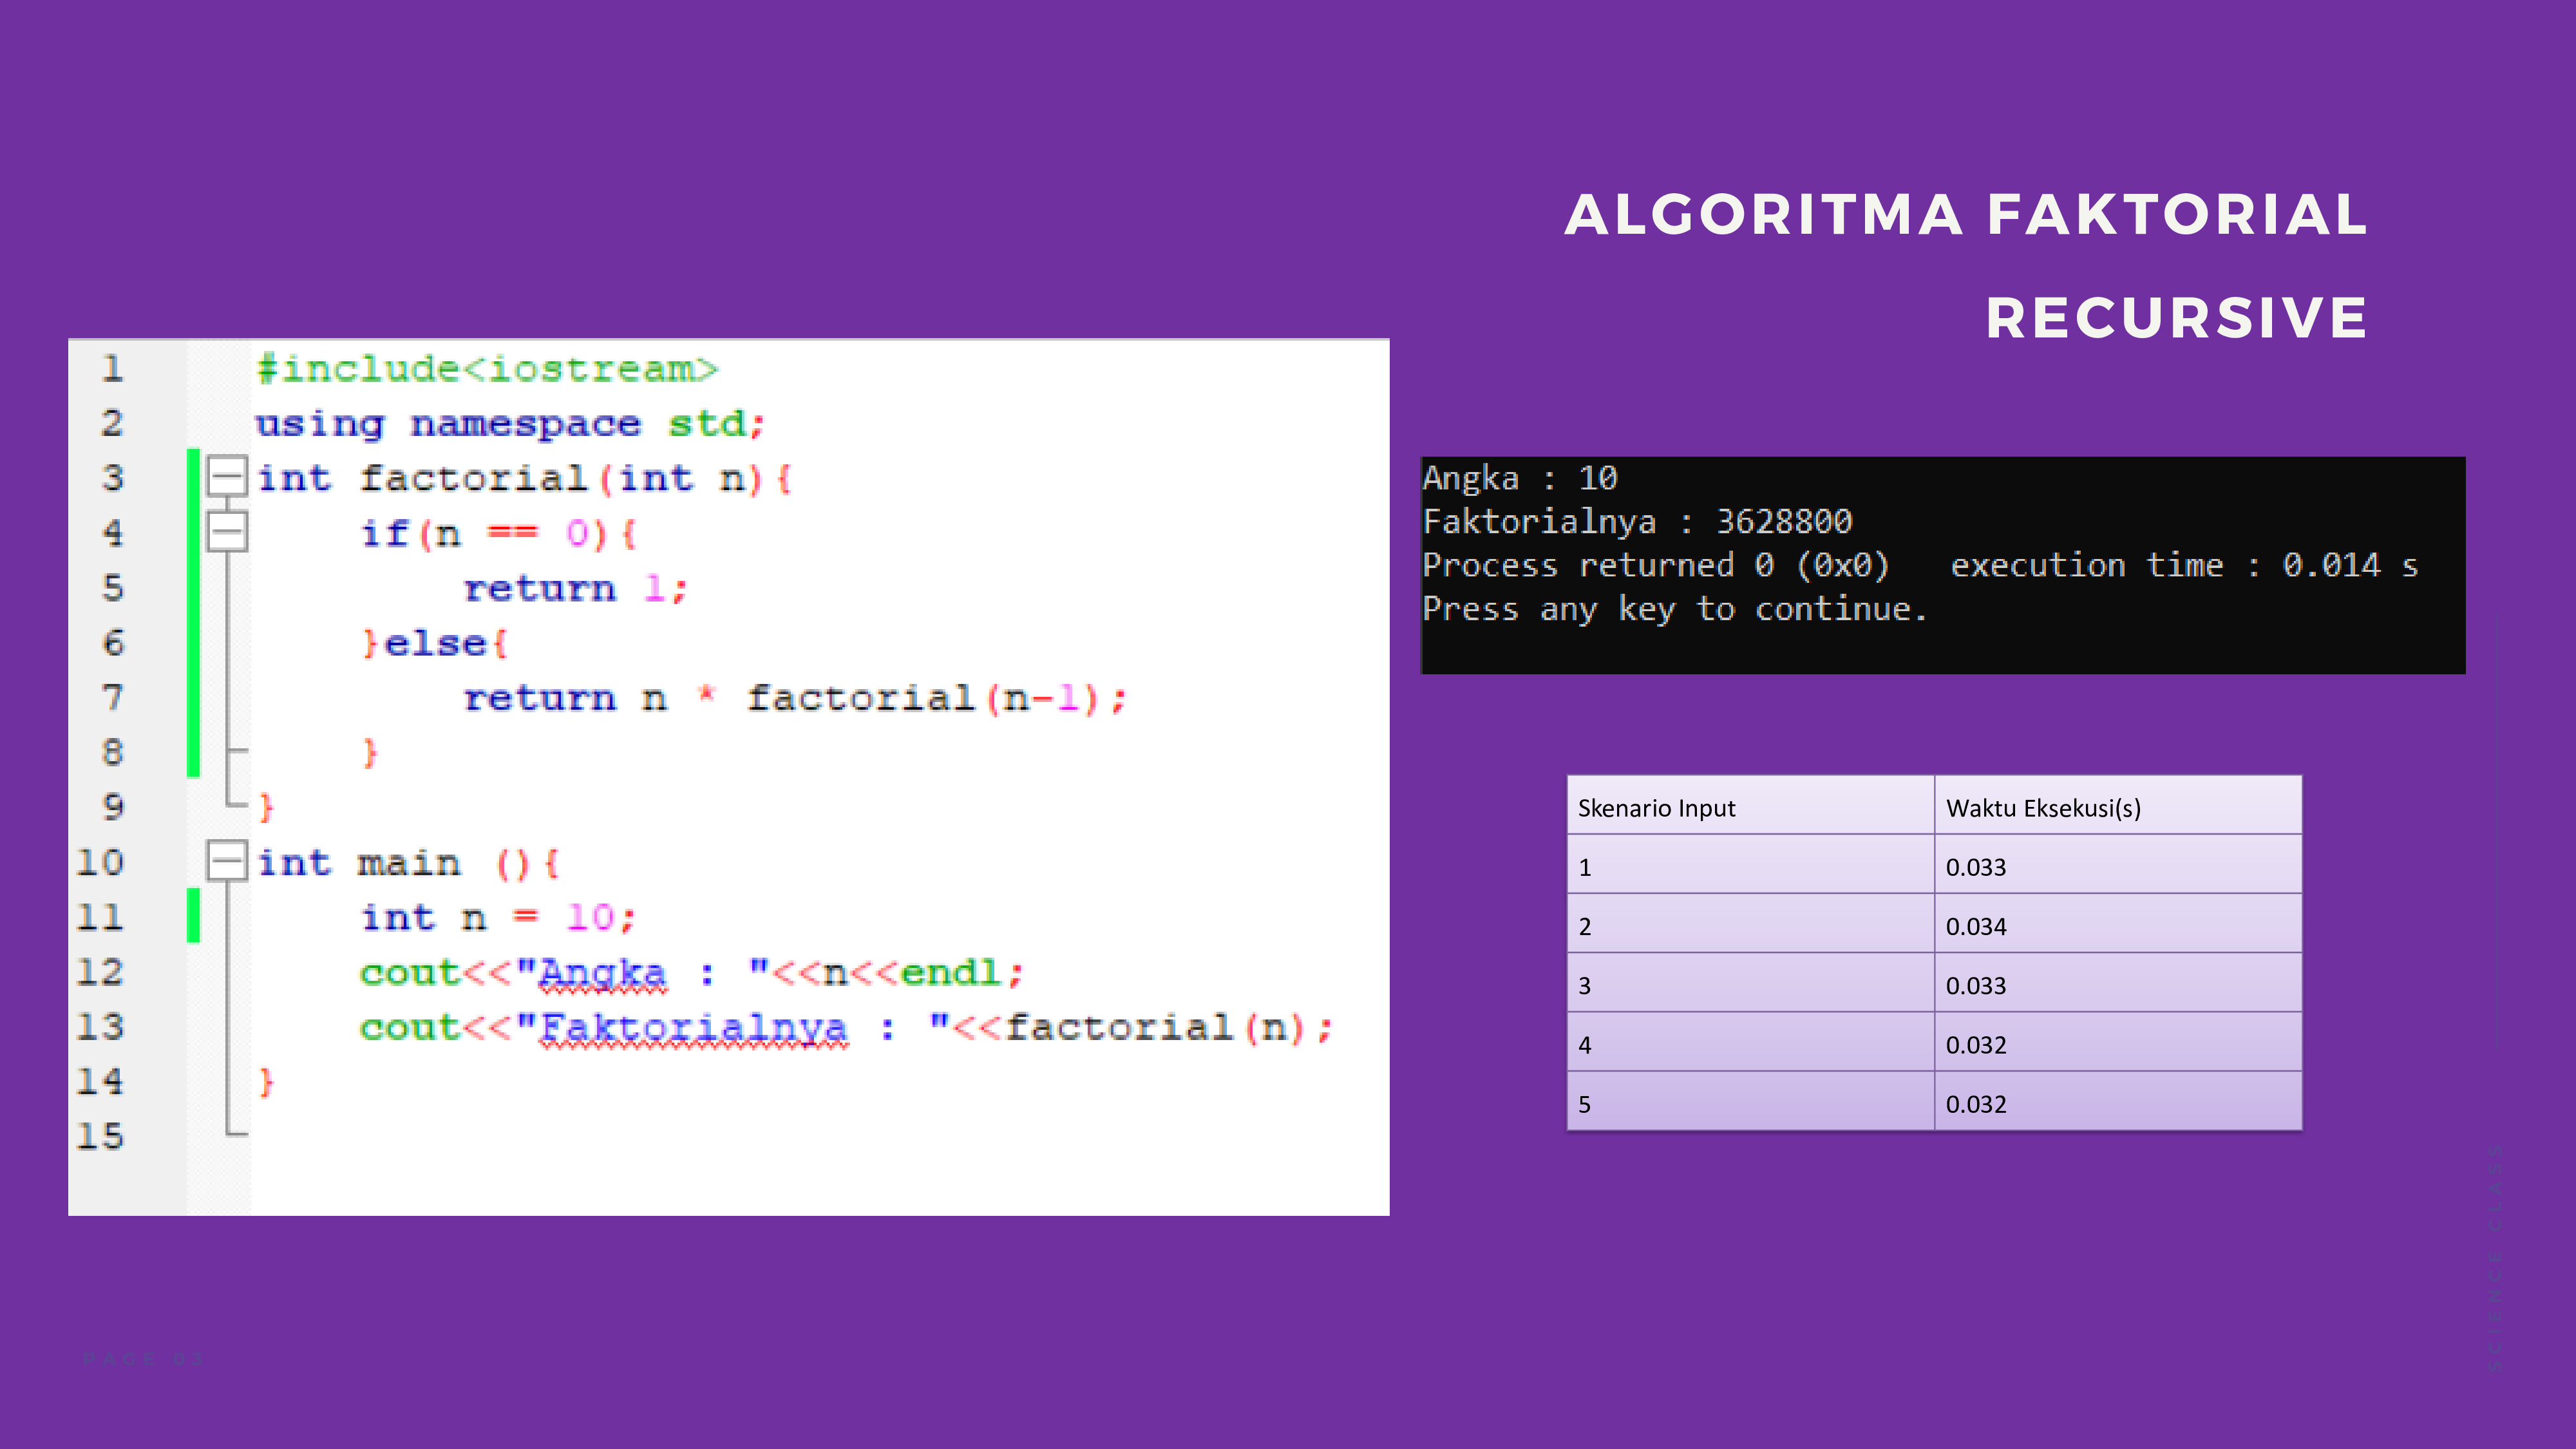 ALGORITMA FAKTORIAL
RECURSIVE
1 #include<iostream>
2 using namespace std;
3 int factorial(int n){
4 if(n == 0){
5 return 1;
6 }else{
7 return n * factorial(n-1);
8 }
9 }
10 int main (){
11 int n = 10;
12 cout<<"Angka : "<<n<<endl;
13 cout<<"Faktorialnya : "<<factorial(n);
14 }
15
Angka : 10
Faktorialnya : 3628800
Process returned 0 (0x0) execution time : 0.014 s
Press any key to continue.
Skenario Input Waktu Eksekusi(s)
1 0.033
2 0.034
3 0.033
4 0.032
5 0.032
PAGE 03
SCIENCE CLASS